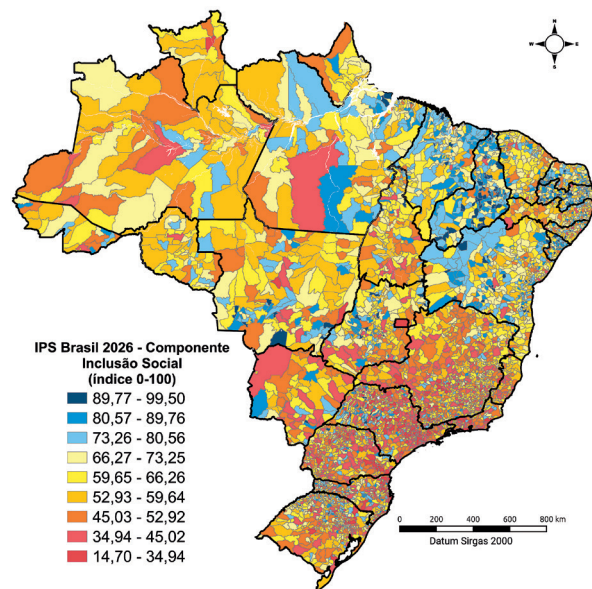 N
W E
S
IPS Brasil 2026 - Componente
Inclusão Social
(índice 0-100)
89,77 - 99,50
80,57 - 89,76
73,26 - 80,56
66,27 - 73,25
59,65 - 66,26
52,93 - 59,64
45,03 - 52,92
34,94 - 45,02
14,70 - 34,94
0 200 400 600 800 km
Datum Sirgas 2000